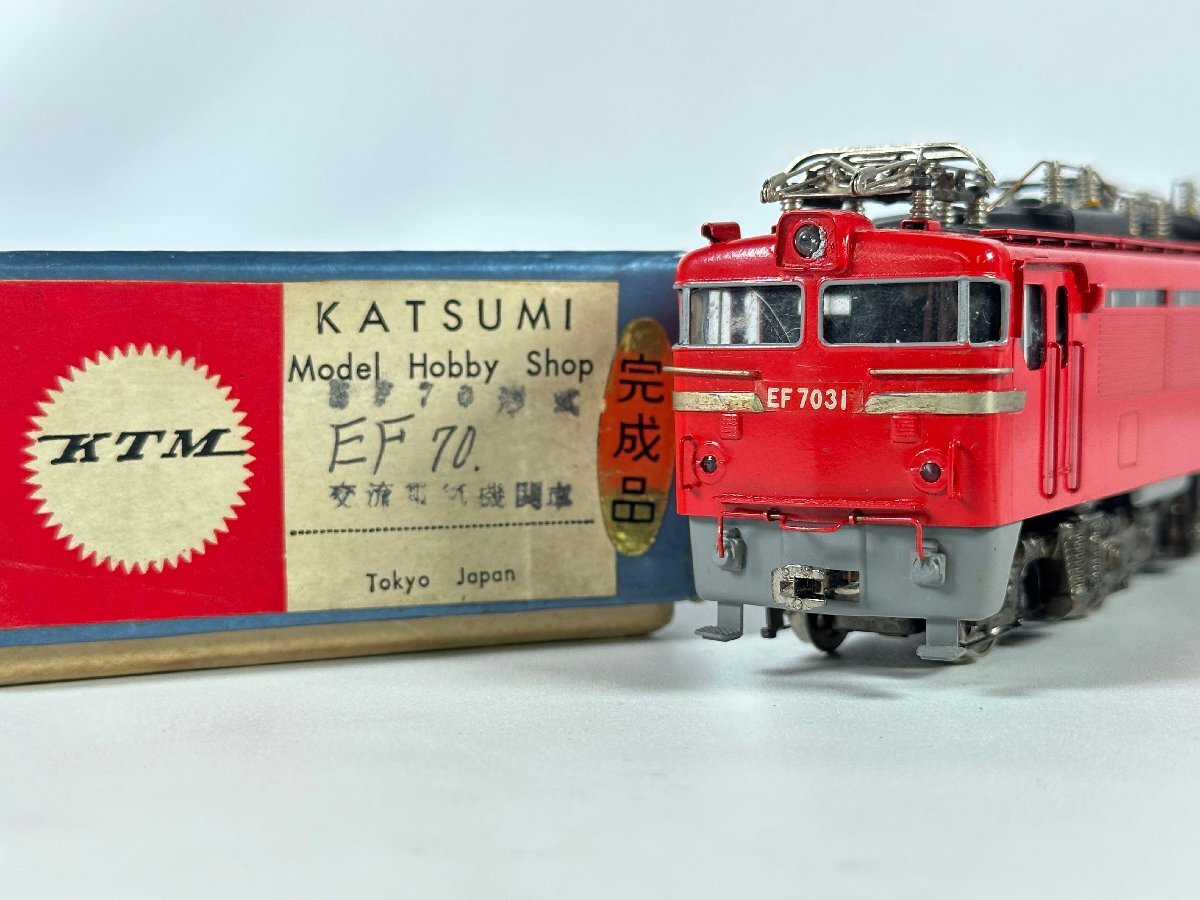 KTM
KATSUMI
Model Hobby Shop
EF70
EF 70.
交流電気機関車
Tokyo Japan
完成品
EF 7031